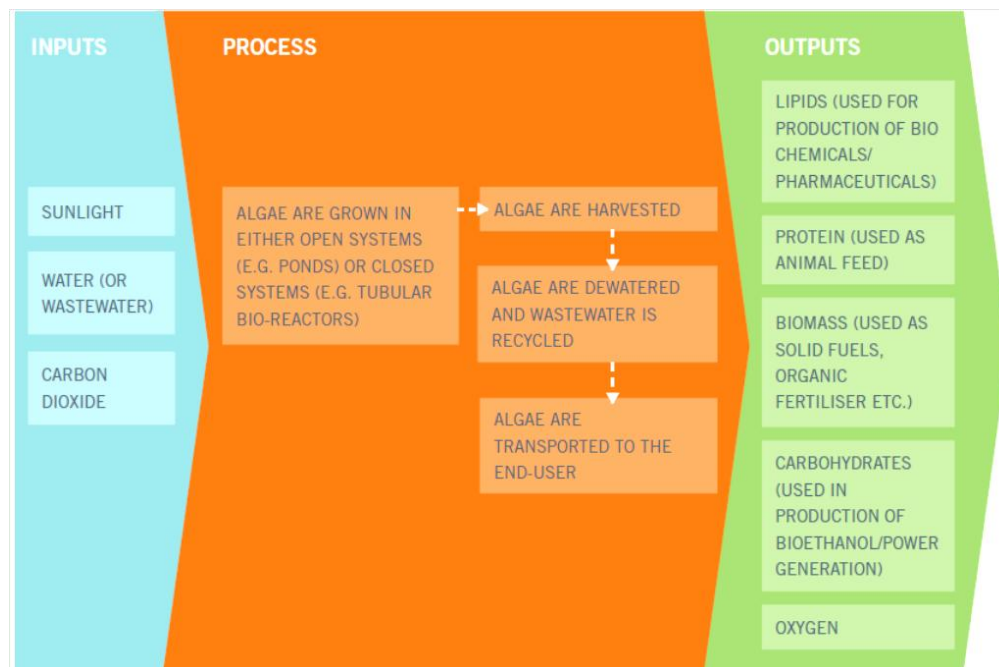 INPUTS
SUNLIGHT
WATER (OR
WASTEWATER)
CARBON
DIOXIDE
PROCESS
ALGAE ARE GROWN IN
EITHER OPEN SYSTEMS
(E.G. PONDS) OR CLOSED
SYSTEMS (E.G. TUBULAR
BIO-REACTORS)
ALGAE ARE HARVESTED
ALGAE ARE DEWATERED
AND WASTEWATER IS
RECYCLED
ALGAE ARE
TRANSPORTED TO THE
END-USER
OUTPUTS
LIPIDS (USED FOR
PRODUCTION OF BIO
CHEMICALS/
PHARMACEUTICALS)
PROTEIN (USED AS
ANIMAL FEED)
BIOMASS (USED AS
SOLID FUELS,
ORGANIC
FERTILISER ETC.)
CARBOHYDRATES
(USED IN
PRODUCTION OF
BIOETHANOL/POWER
GENERATION)
OXYGEN